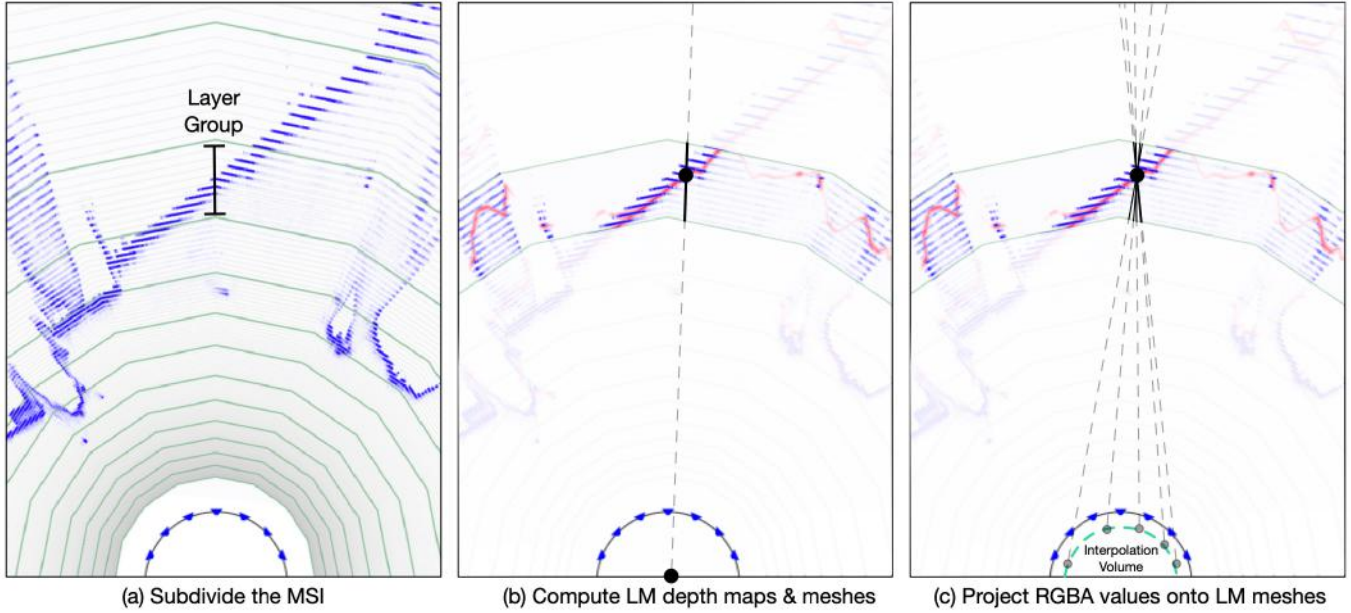 Layer
Group
Interpolation
Volume
(a) Subdivide the MSI
(b) Compute LM depth maps & meshes
(c) Project RGBA values onto LM meshes